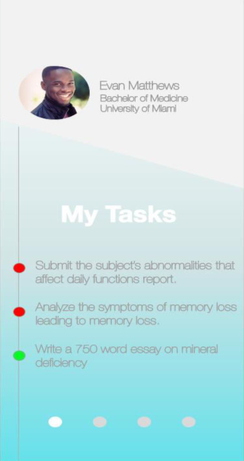 Evan Matthews
Bachelor of Medicine
University of Miami
My Tasks
Submit the subject's abnormalities that
affect daily functions report.
Analyze the symptoms of memory loss
leading to memory loss.
Write a 750 word essay on mineral
deficiency